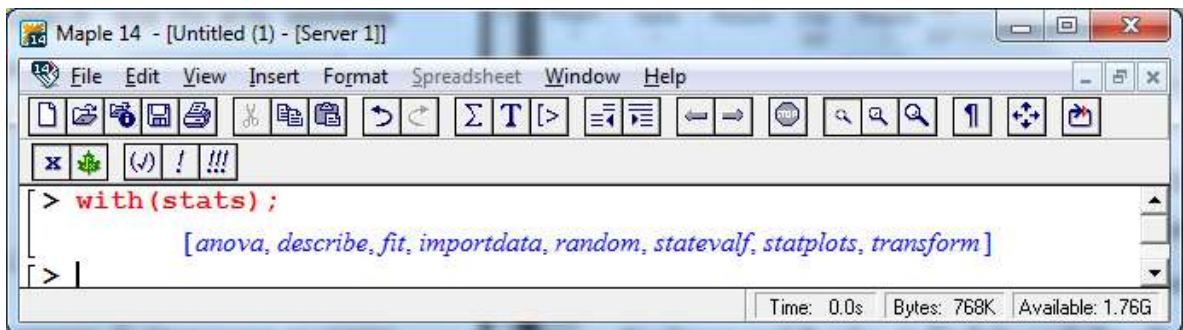 Maple 14 - [Untitled (1) - [Server 1]]
File Edit View Insert Format Spreadsheet Window Help
with(stats);
[anova, describe, fit, importdata, random, statevalf, statplots, transform]
>
Time: 0.0s Bytes: 768K Available: 1.76G